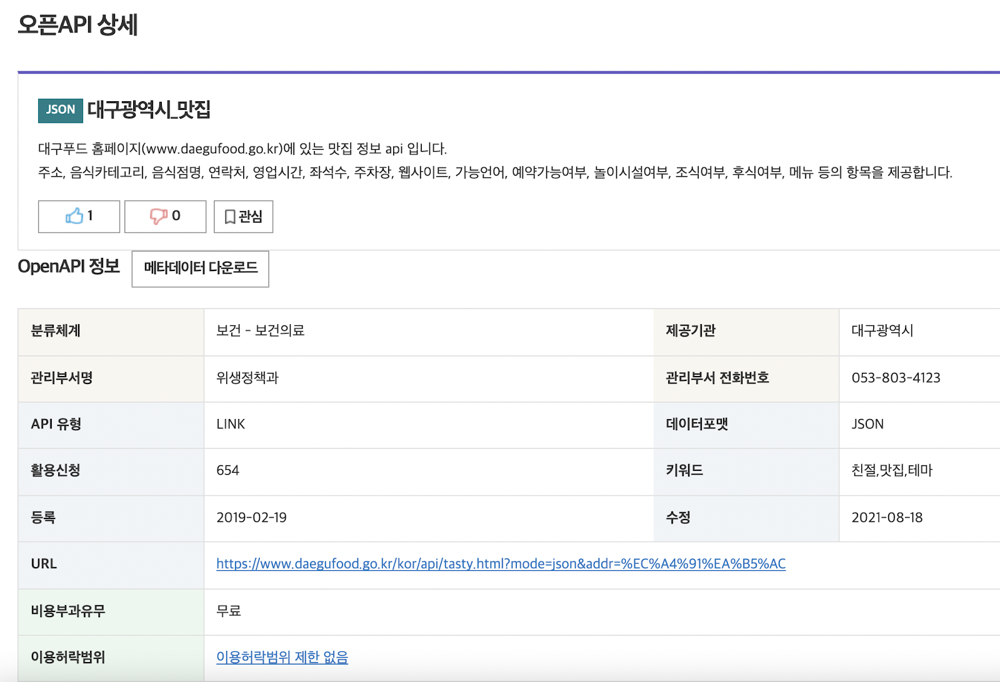 오픈API 상세
JSON 대구광역시_맛집
대구푸드 홈페이지(www.daegufood.go.kr)에 있는 맛집 정보 api 입니다.
주소, 음식카테고리, 음식점명, 연락처, 영업시간, 좌석수, 주차장, 웹사이트, 가능언어, 예약가능여부, 놀이시설여부, 조식여부, 후식여부, 메뉴 등의 항목을 제공합니다.
1 0 관심
OpenAPI 정보 메타데이터 다운로드
분류체계 보건 - 보건의료 제공기관 대구광역시
관리부서명 위생정책과 관리부서 전화번호 053-803-4123
API 유형 LINK 데이터포맷 JSON
활용신청 654 키워드 친절,맛집,테마
등록 2019-02-19 수정 2021-08-18
URL https://www.daegufood.go.kr/kor/api/tasty.html?mode=json&addr=%EC%A4%91%EA%B5%AC
비용부과유무 무료
이용허락범위 이용허락범위 제한 없음